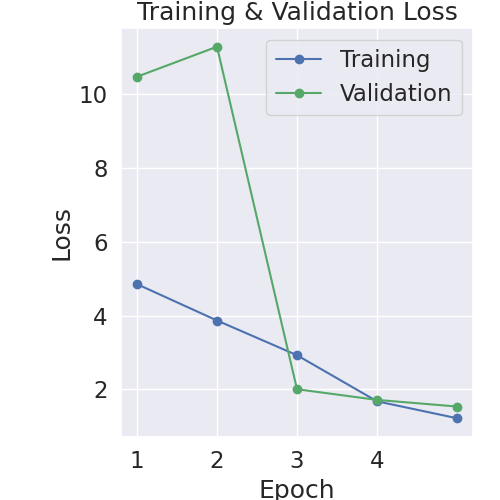 Training & Validation Loss
Training
Validation
Loss
10
8
6
4
2
1 2 3 4
Epoch